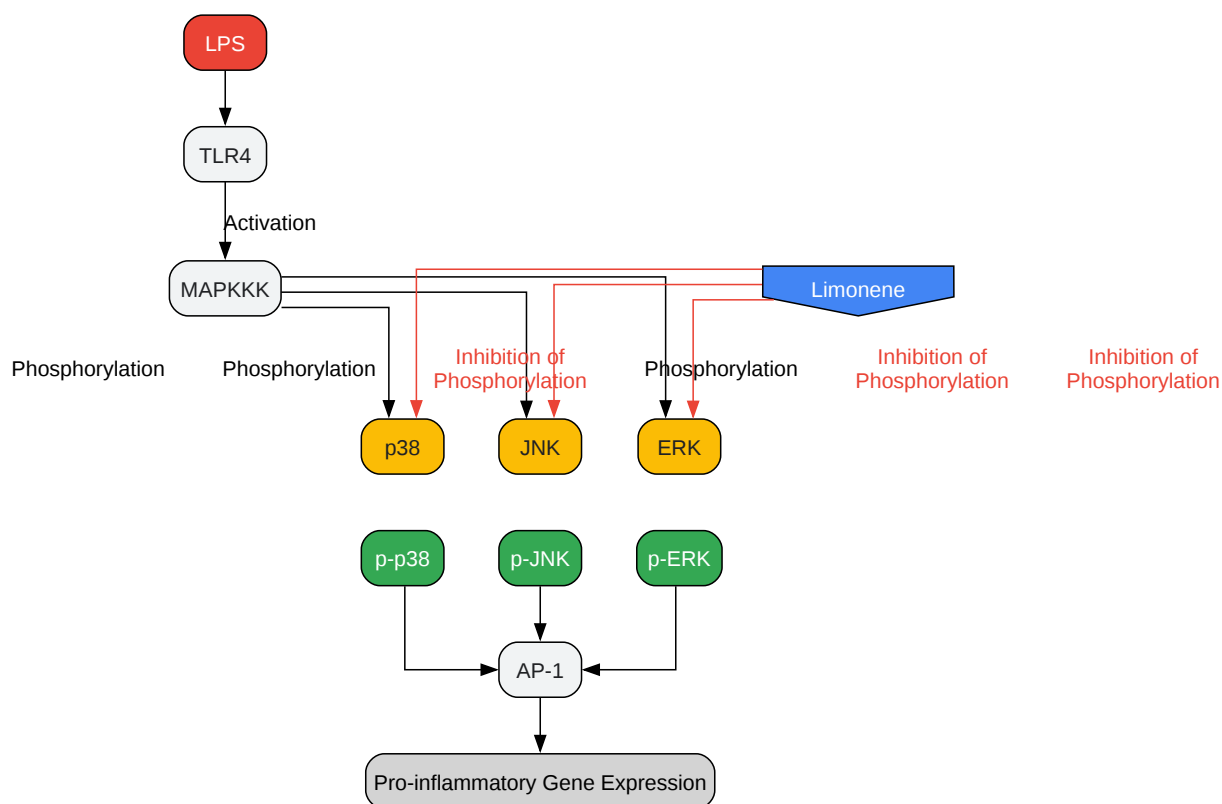 LPS
TLR4
Activation
MAPKKK
Limonene
Phosphorylation
Phosphorylation
Inhibition of
Phosphorylation
Phosphorylation
Inhibition of
Phosphorylation
Inhibition of
Phosphorylation
p38
JNK
ERK
p-p38
p-JNK
p-ERK
AP-1
Pro-inflammatory Gene Expression